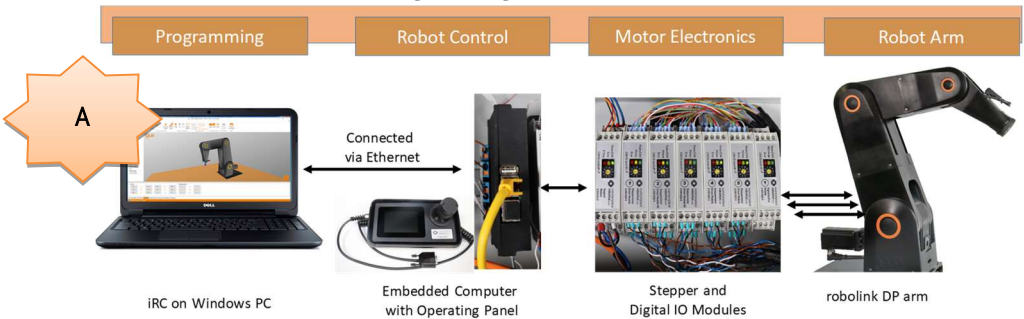 Programming
Robot Control
Motor Electronics
Robot Arm
A
Connected
via Ethernet
DELL
iRC on Windows PC
Embedded Computer
with Operating Panel
Stepper and
Digital IO Modules
robolink DP arm